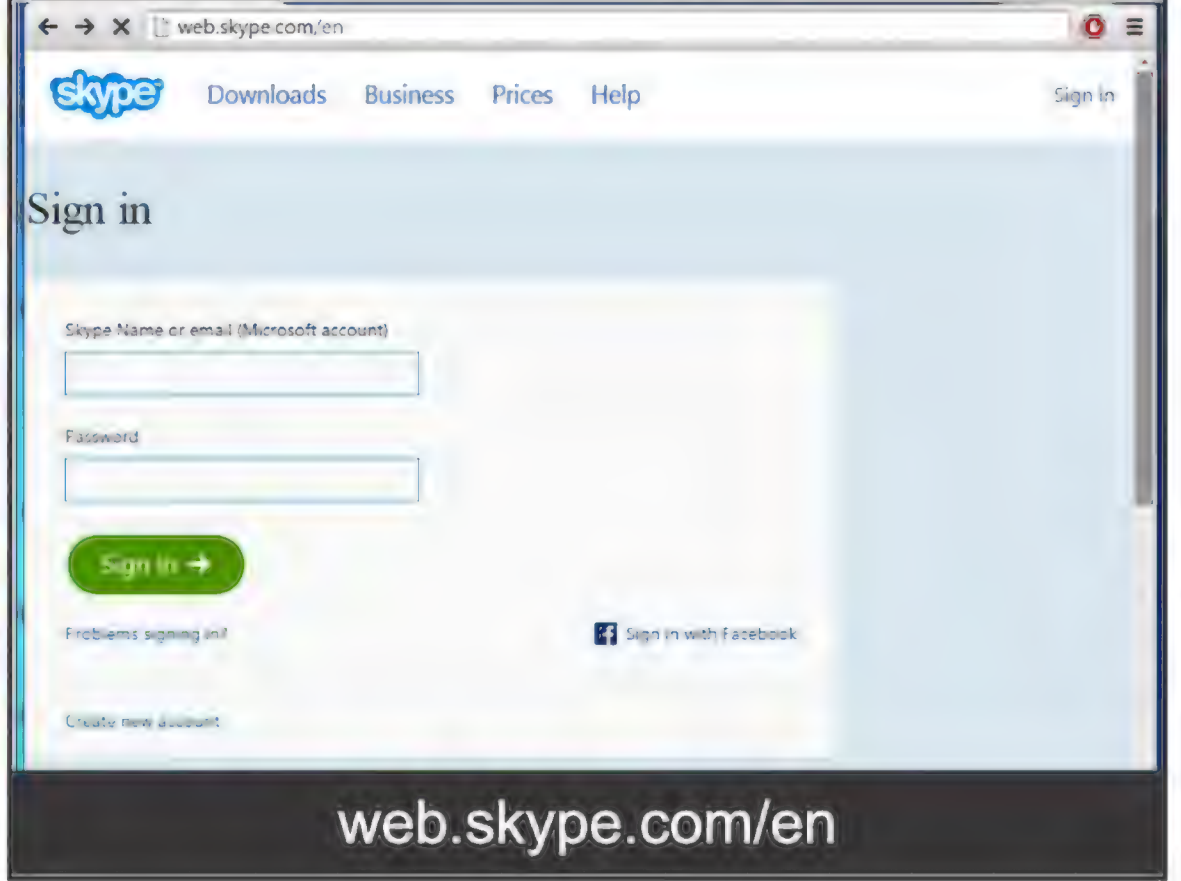 web.skype.com/en
skype Downloads Business Prices Help Sign in
Sign in
Skype Name or email (Microsoft account)
Password
Sign in
Problems signing in?
Sign in with Facebook
Create new account
web.skype.com/en